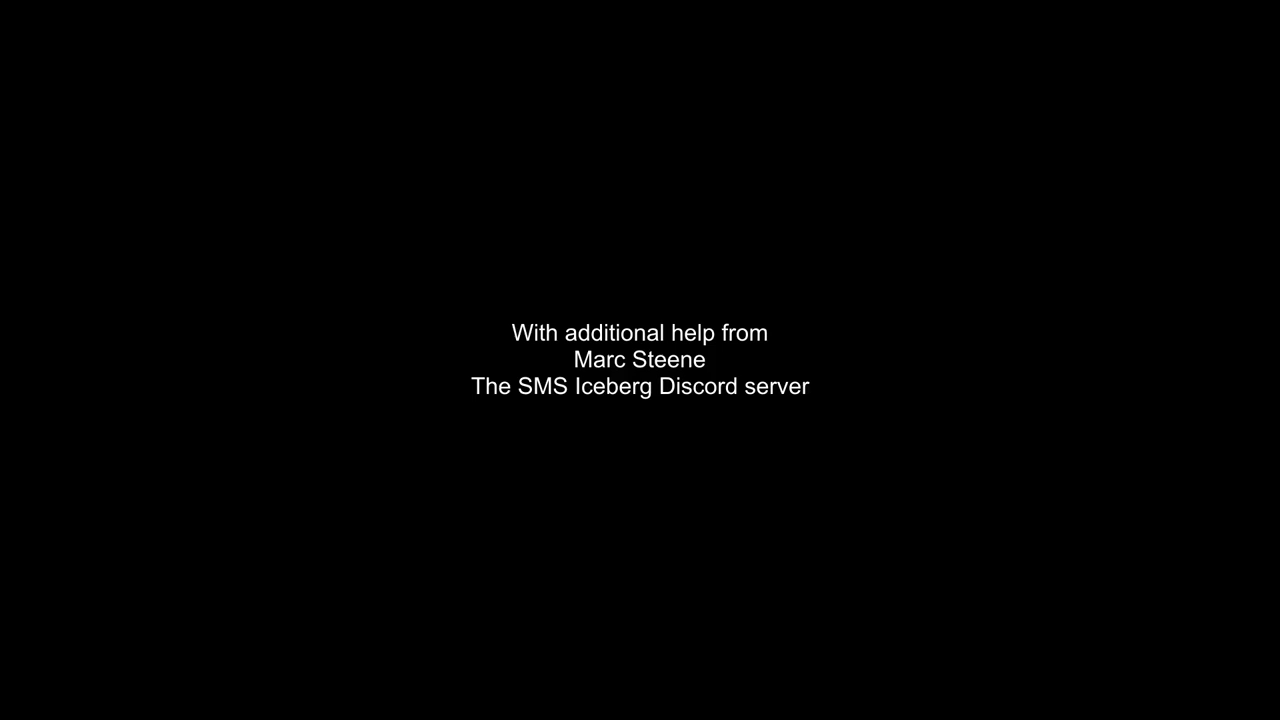 With additional help from
Marc Steene
The SMS Iceberg Discord server